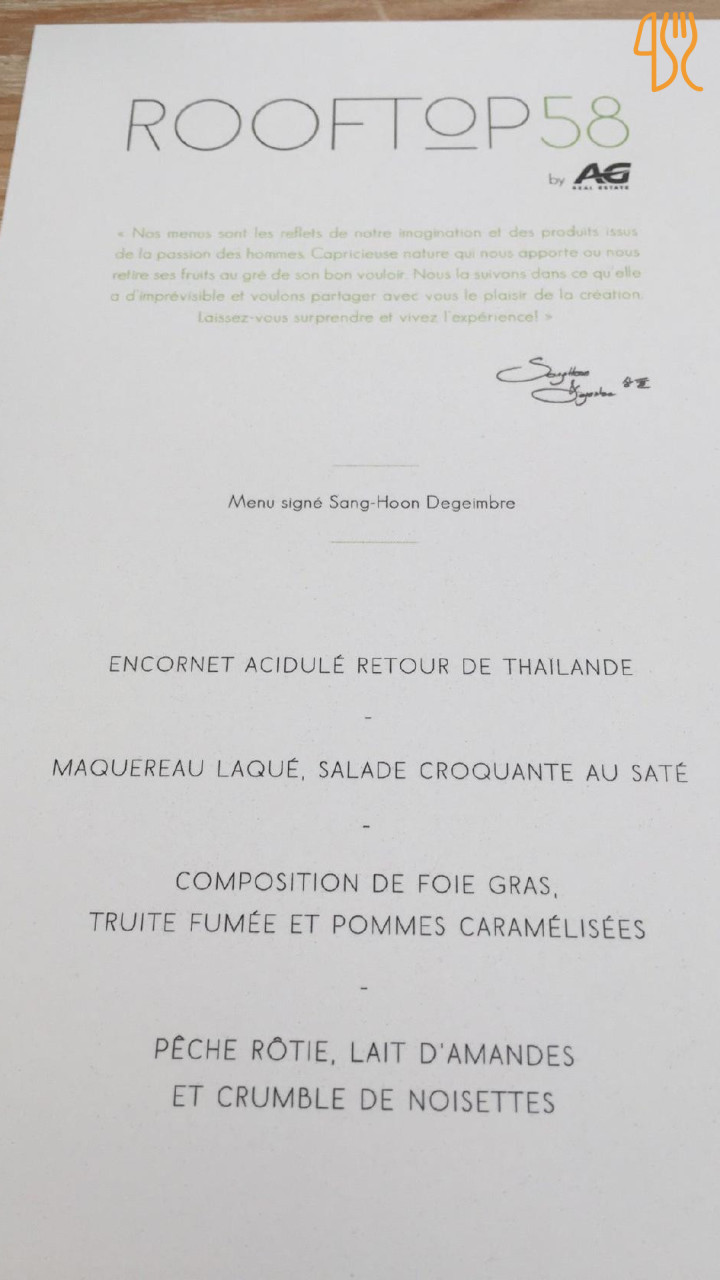 ROOFTOP58
by AG
REAL ESTATE
« Nos menus sont les reflets de notre imagination et des produits issus
de la passion des hommes. Capricieuse nature qui nous apporte ou nous
retire ses fruits au gré de son bon vouloir. Nous la suivons dans ce qu'elle
a d'imprévisible et voulons partager avec vous le plaisir de la création.
Laissez-vous surprendre et vivez l'expérience! »
Menu signé Sang-Hoon Degeimbre
ENCORNET ACIDULÉ RETOUR DE THAILANDE
-
MAQUEREAU LAQUÉ, SALADE CROQUANTE AU SATÉ
-
COMPOSITION DE FOIE GRAS,
TRUITE FUMÉE ET POMMES CARAMÉLISÉES
-
PÊCHE RÔTIE, LAIT D'AMANDES
ET CRUMBLE DE NOISETTES